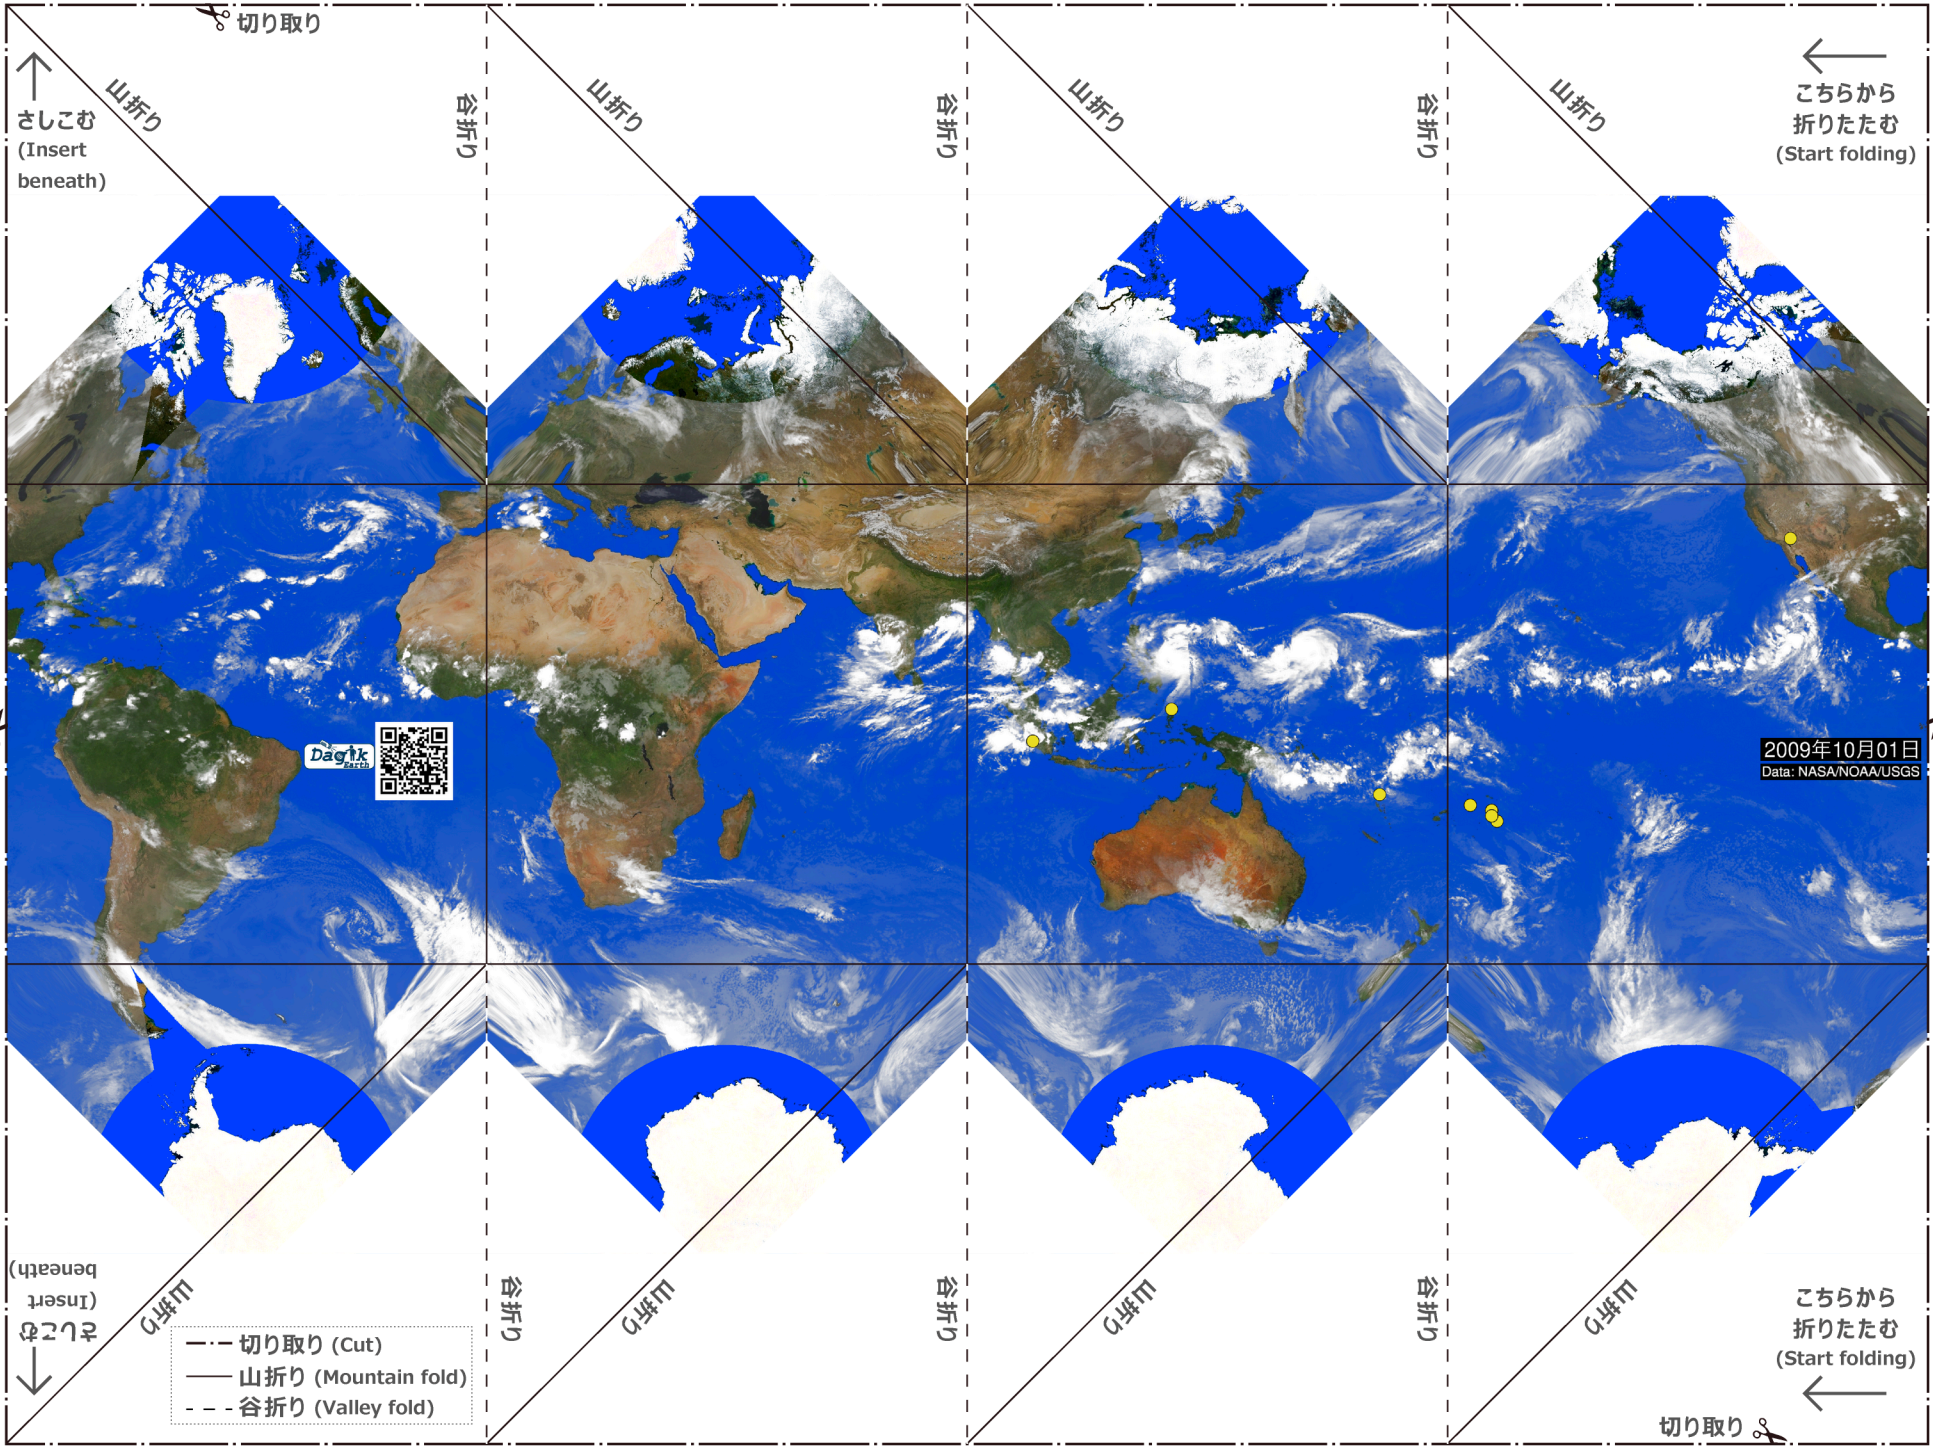 切り取り
山折り
谷折り
山折り
谷折り
山折り
谷折り
山折り
さしこむ
(Insert
beneath)
こちらから
折りたたむ
(Start folding)
Dagik
Earth
2009年10月01日
Data: NASA/NOAA/USGS
さしこむ
(Insert
beneath)
山折り
谷折り
山折り
谷折り
山折り
谷折り
山折り
こちらから
折りたたむ
(Start folding)
切り取り (Cut)
山折り (Mountain fold)
谷折り (Valley fold)
切り取り